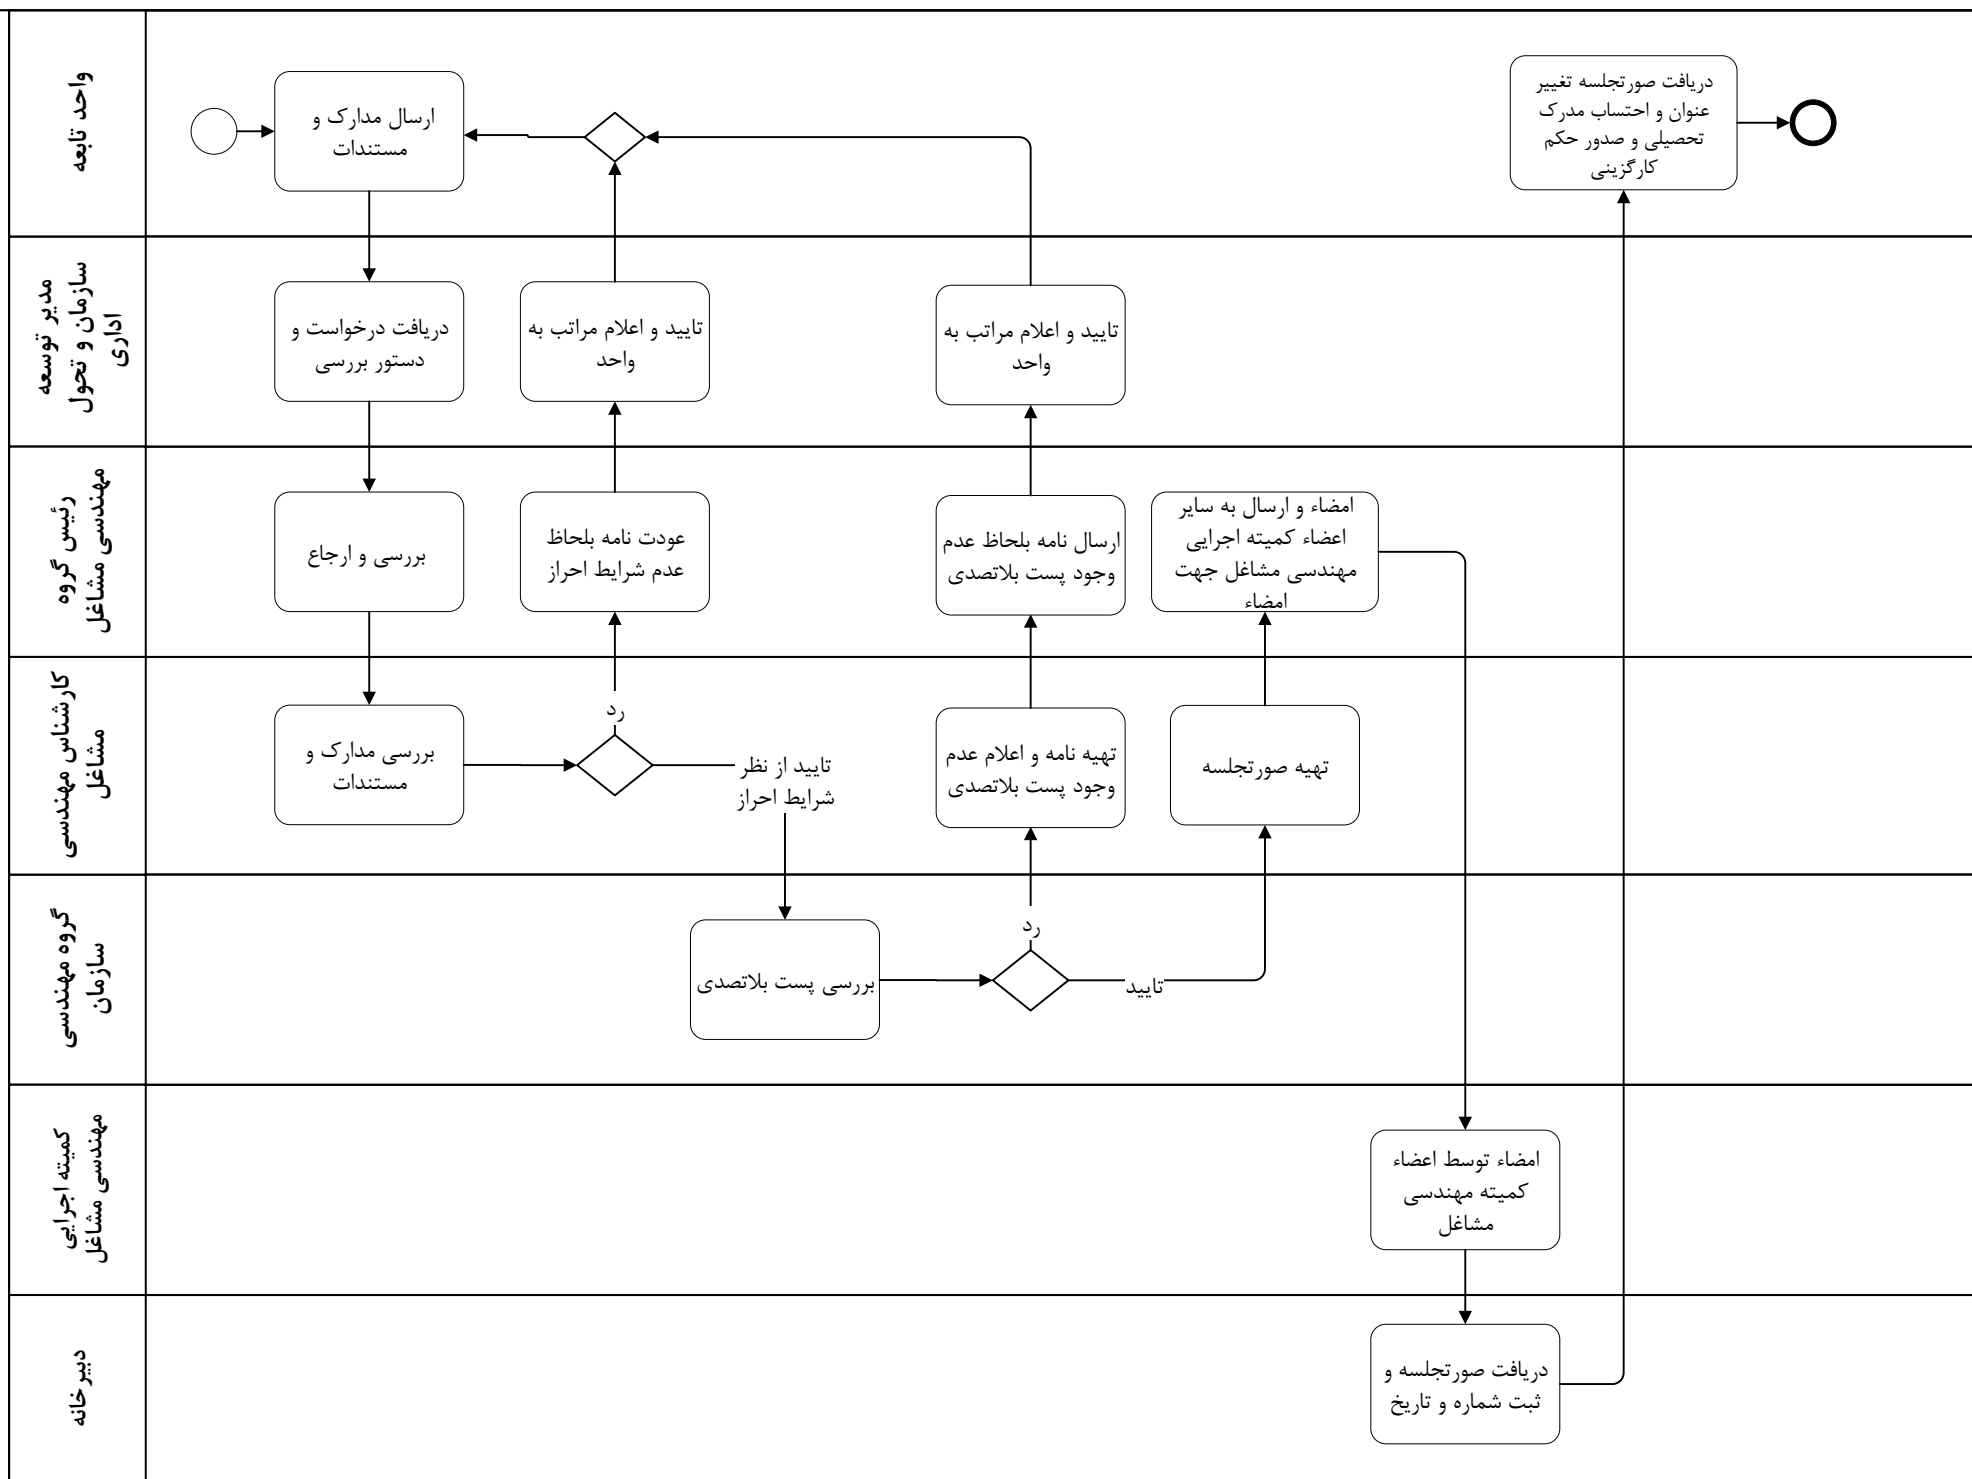 واحد تابعه
ارسال مدارک و
مستندات
دریافت صورتجلسه تغییر
عنوان و احتساب مدرک
تحصیلی و صدور حکم
کارگزینی
مدیر توسعه
سازمان و تحول
اداری
دریافت درخواست و
دستور بررسی
تایید و اعلام مراتب به
واحد
تایید و اعلام مراتب به
واحد
رئیس گروه
مهندسی مشاغل
بررسی و ارجاع
عودت نامه بلحاظ
عدم شرایط احراز
ارسال نامه بلحاظ عدم
وجود پست بلاتصدی
امضاء و ارسال به سایر
اعضاء کمیته اجرایی
مهندسی مشاغل جهت
امضاء
کارشناس مهندسی
مشاغل
بررسی مدارک و
مستندات
رد
تایید از نظر
شرایط احراز
تهیه نامه و اعلام عدم
وجود پست بلاتصدی
تهیه صورتجلسه
گروه مهندسی
سازمان
بررسی پست بلاتصدی
رد
تایید
کمیته اجرایی
مهندسی مشاغل
امضاء توسط اعضاء
کمیته مهندسی
مشاغل
دبیرخانه
دریافت صورتجلسه و
ثبت شماره و تاریخ